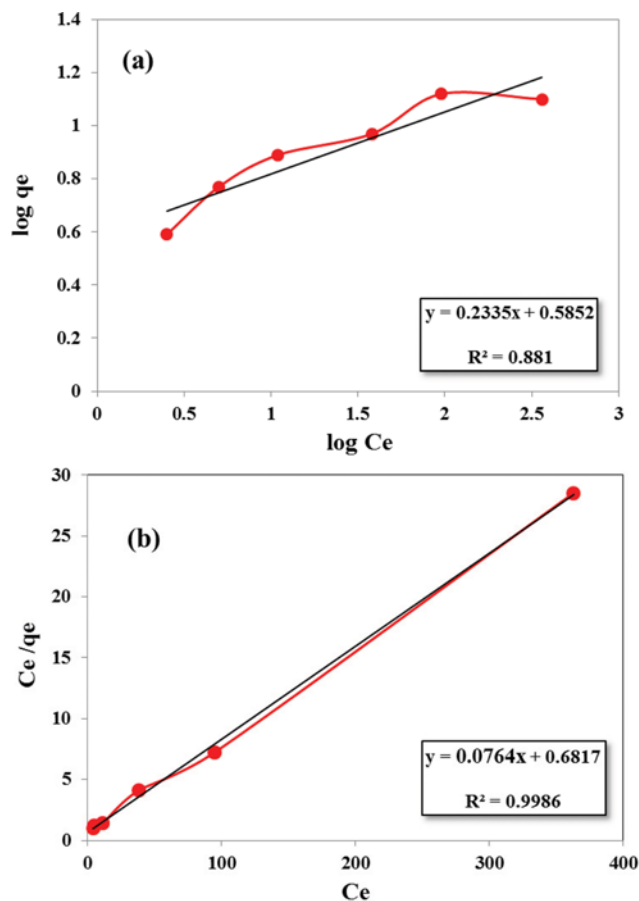 (a)
log qe
1.4
1.2
1
0.8
0.6
0.4
0.2
0
y = 0.2335x + 0.5852
R² = 0.881
0 0.5 1 1.5 2 2.5 3
log Ce
(b)
Ce /qe
30
25
20
15
10
5
0
y = 0.0764x + 0.6817
R² = 0.9986
0 100 200 300 400
Ce